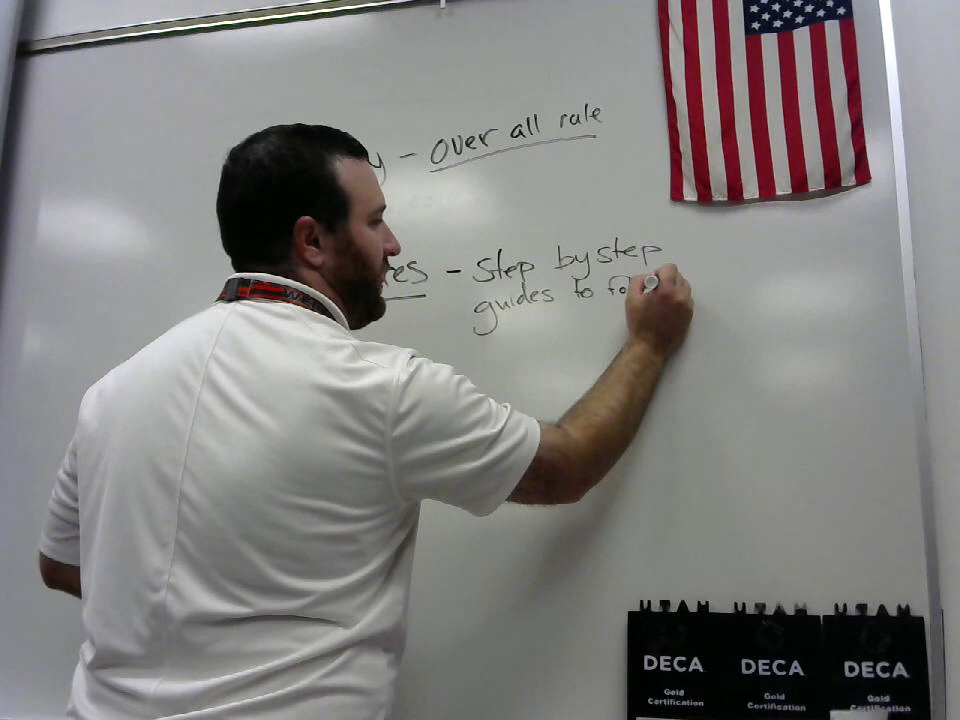 y - over all rule
res - step by step
guides to fo
UTAH UTAH UTAH
DECA DECA DECA
Gold Gold Gold
Certification Certification Certification